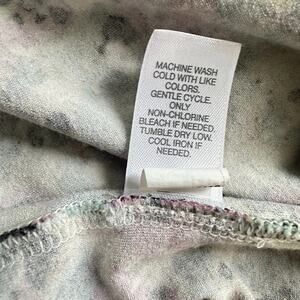 MACHINE WASH
COLD WITH LIKE
COLORS.
GENTLE CYCLE.
ONLY
NON-CHLORINE
BLEACH IF NEEDED.
TUMBLE DRY LOW.
COOL IRON IF
NEEDED.